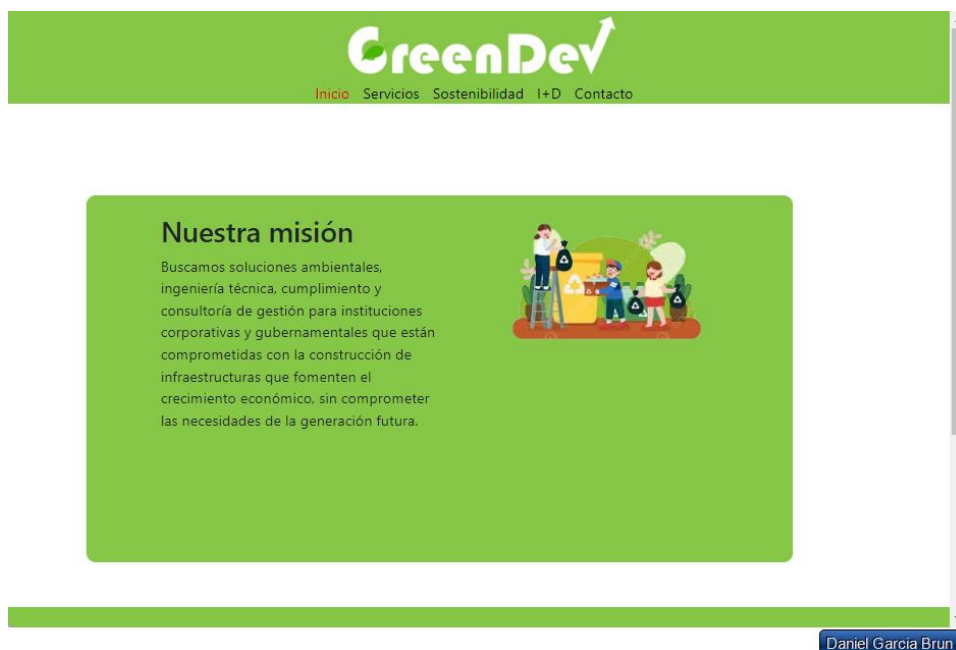 GreenDev
Inicio Servicios Sostenibilidad I+D Contacto
Nuestra misión
Buscamos soluciones ambientales,
ingeniería técnica, cumplimiento y
consultoría de gestión para instituciones
corporativas y gubernamentales que están
comprometidas con la construcción de
infraestructuras que fomenten el
crecimiento económico, sin comprometer
las necesidades de la generación futura.
Daniel Garcia Brun